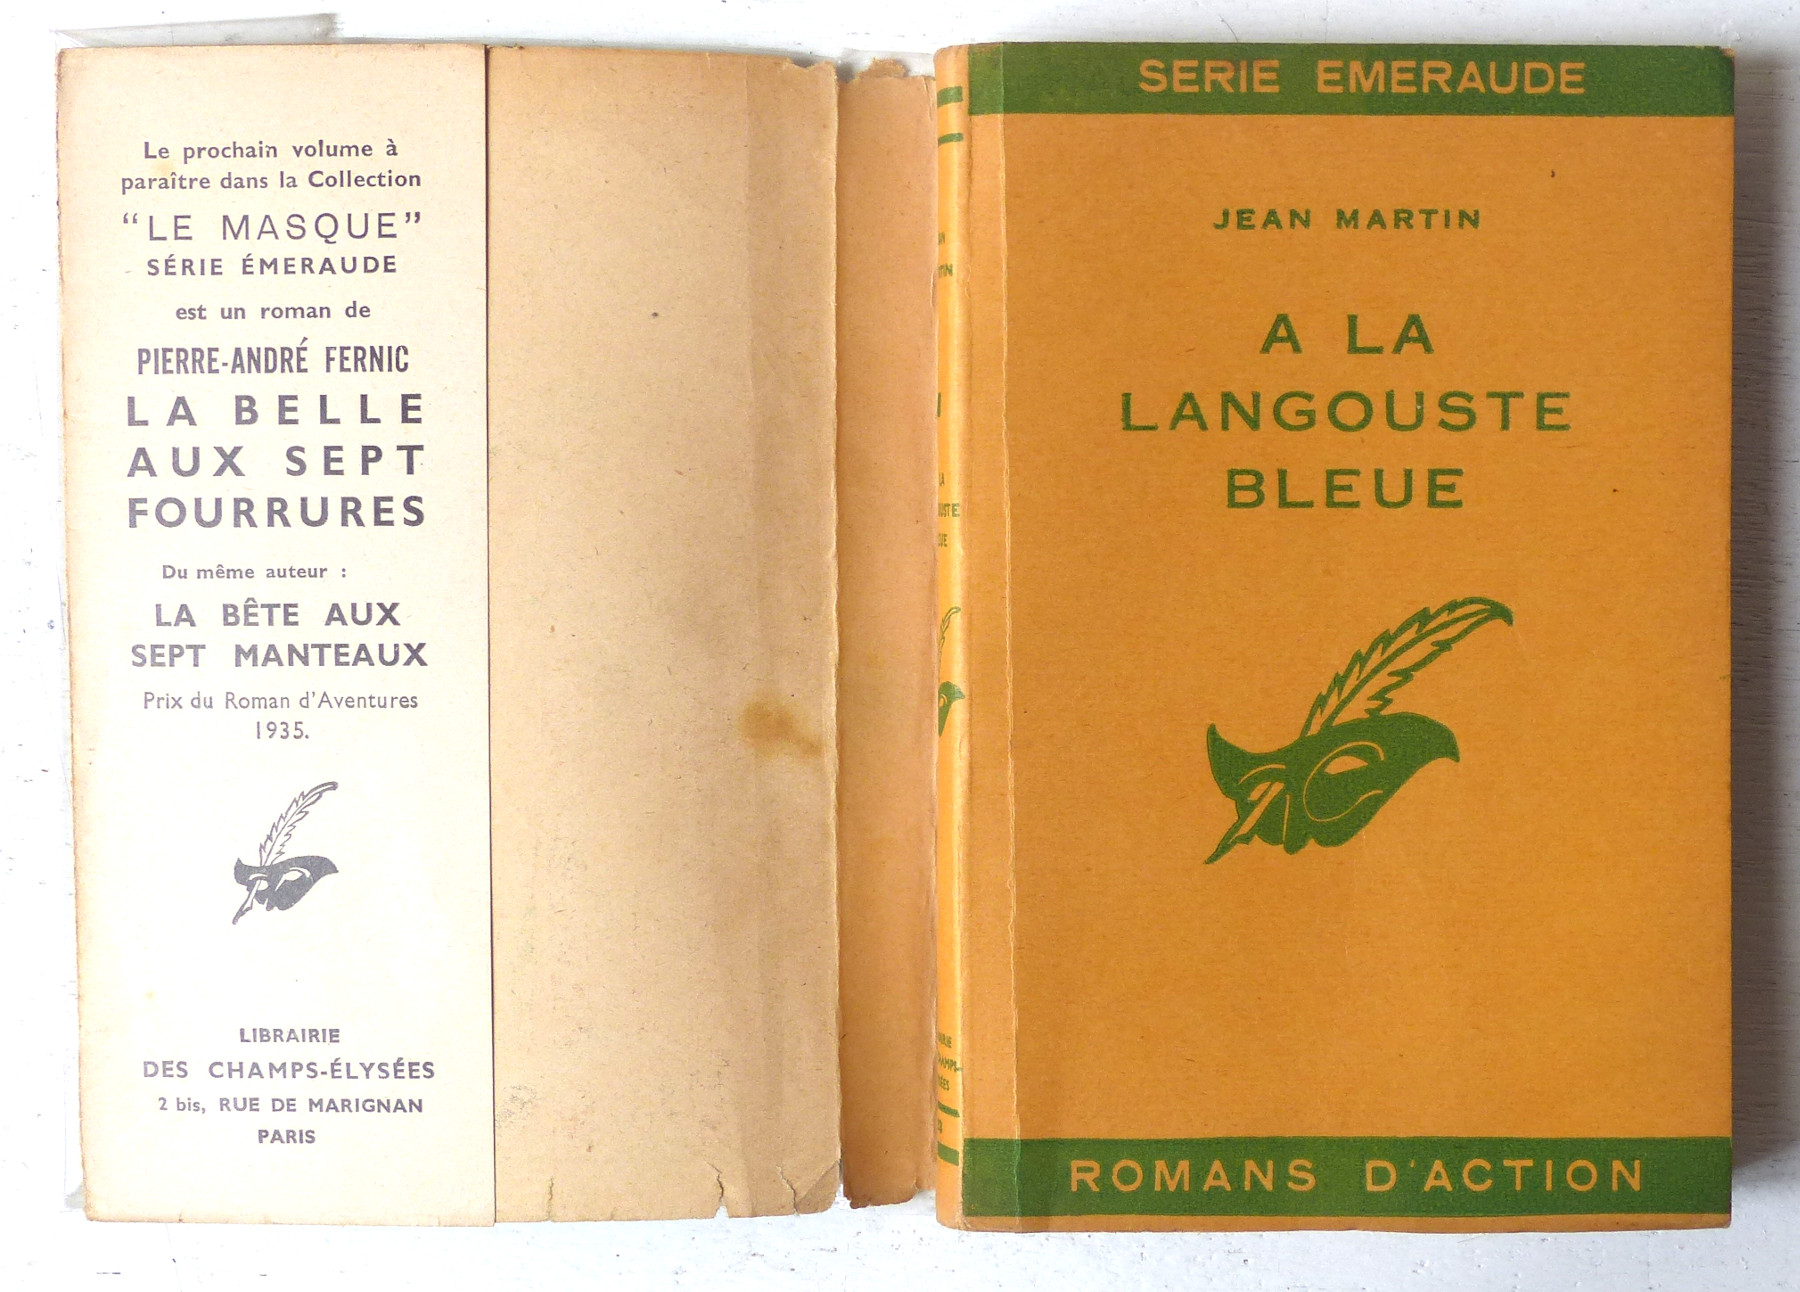 Le prochain volume à
paraître dans la Collection
“LE MASQUE”
SÉRIE ÉMERAUDE
est un roman de
PIERRE-ANDRÉ FERNIC
LA BELLE
AUX SEPT
FOURRURES
Du même auteur :
LA BÊTE AUX
SEPT MANTEAUX
Prix du Roman d'Aventures
1935.
LIBRAIRIE
DES CHAMPS-ÉLYSÉES
2 bis, RUE DE MARIGNAN
PARIS
SERIE EMERAUDE
JEAN MARTIN
A LA
LANGOUSTE
BLEUE
ROMANS D'ACTION